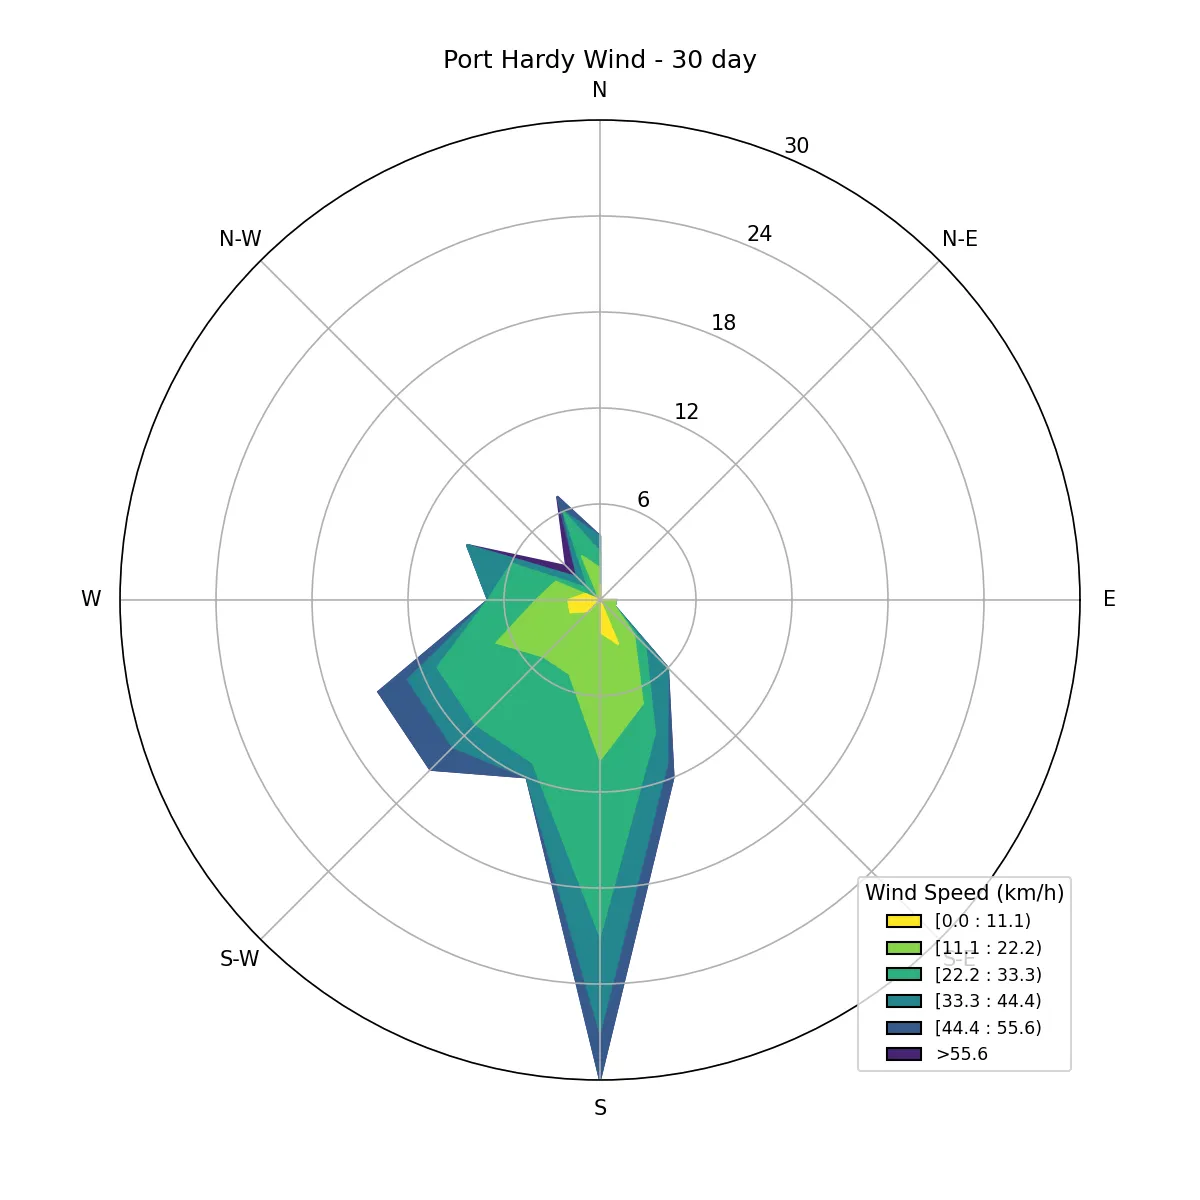 Port Hardy Wind - 30 day
N
30
N-W
N-E
24
18
12
6
W
E
Wind Speed (km/h)
[0.0 : 11.1)
[11.1 : 22.2)
S-W
S-E
[22.2 : 33.3)
[33.3 : 44.4)
[44.4 : 55.6)
>55.6
S